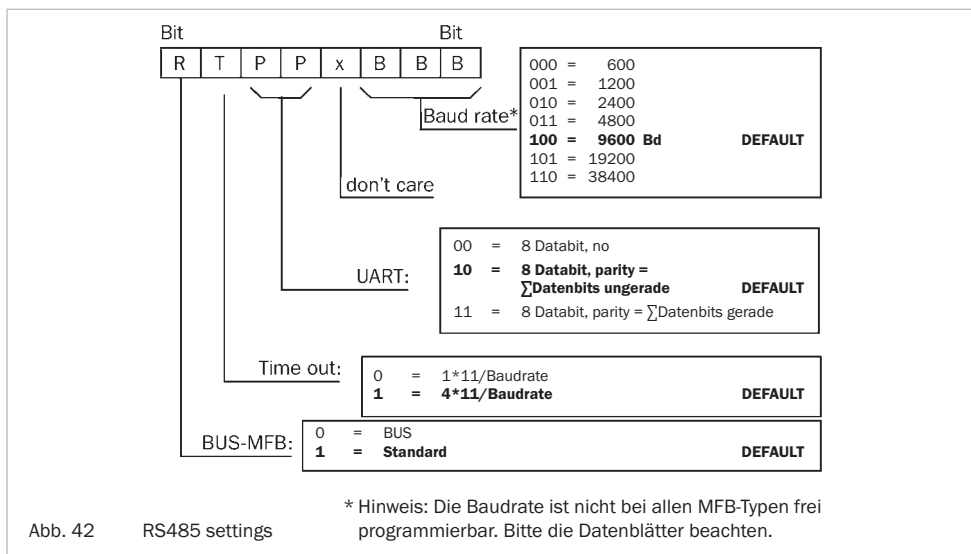 Bit Bit
R T P P x B B B
000 = 600
001 = 1200
010 = 2400
011 = 4800
100 = 9600 Bd DEFAULT
101 = 19200
110 = 38400
Baud rate*
don't care
00 = 8 Databit, no
10 = 8 Databit, parity =
∑Datenbits ungerade DEFAULT
11 = 8 Databit, parity = ∑Datenbits gerade
UART:
Time out:
0 = 1*11/Baudrate
1 = 4*11/Baudrate DEFAULT
BUS-MFB:
0 = BUS
1 = Standard DEFAULT
* Hinweis: Die Baudrate ist nicht bei allen MFB-Typen frei
programmierbar. Bitte die Datenblätter beachten.
Abb. 42 RS485 settings